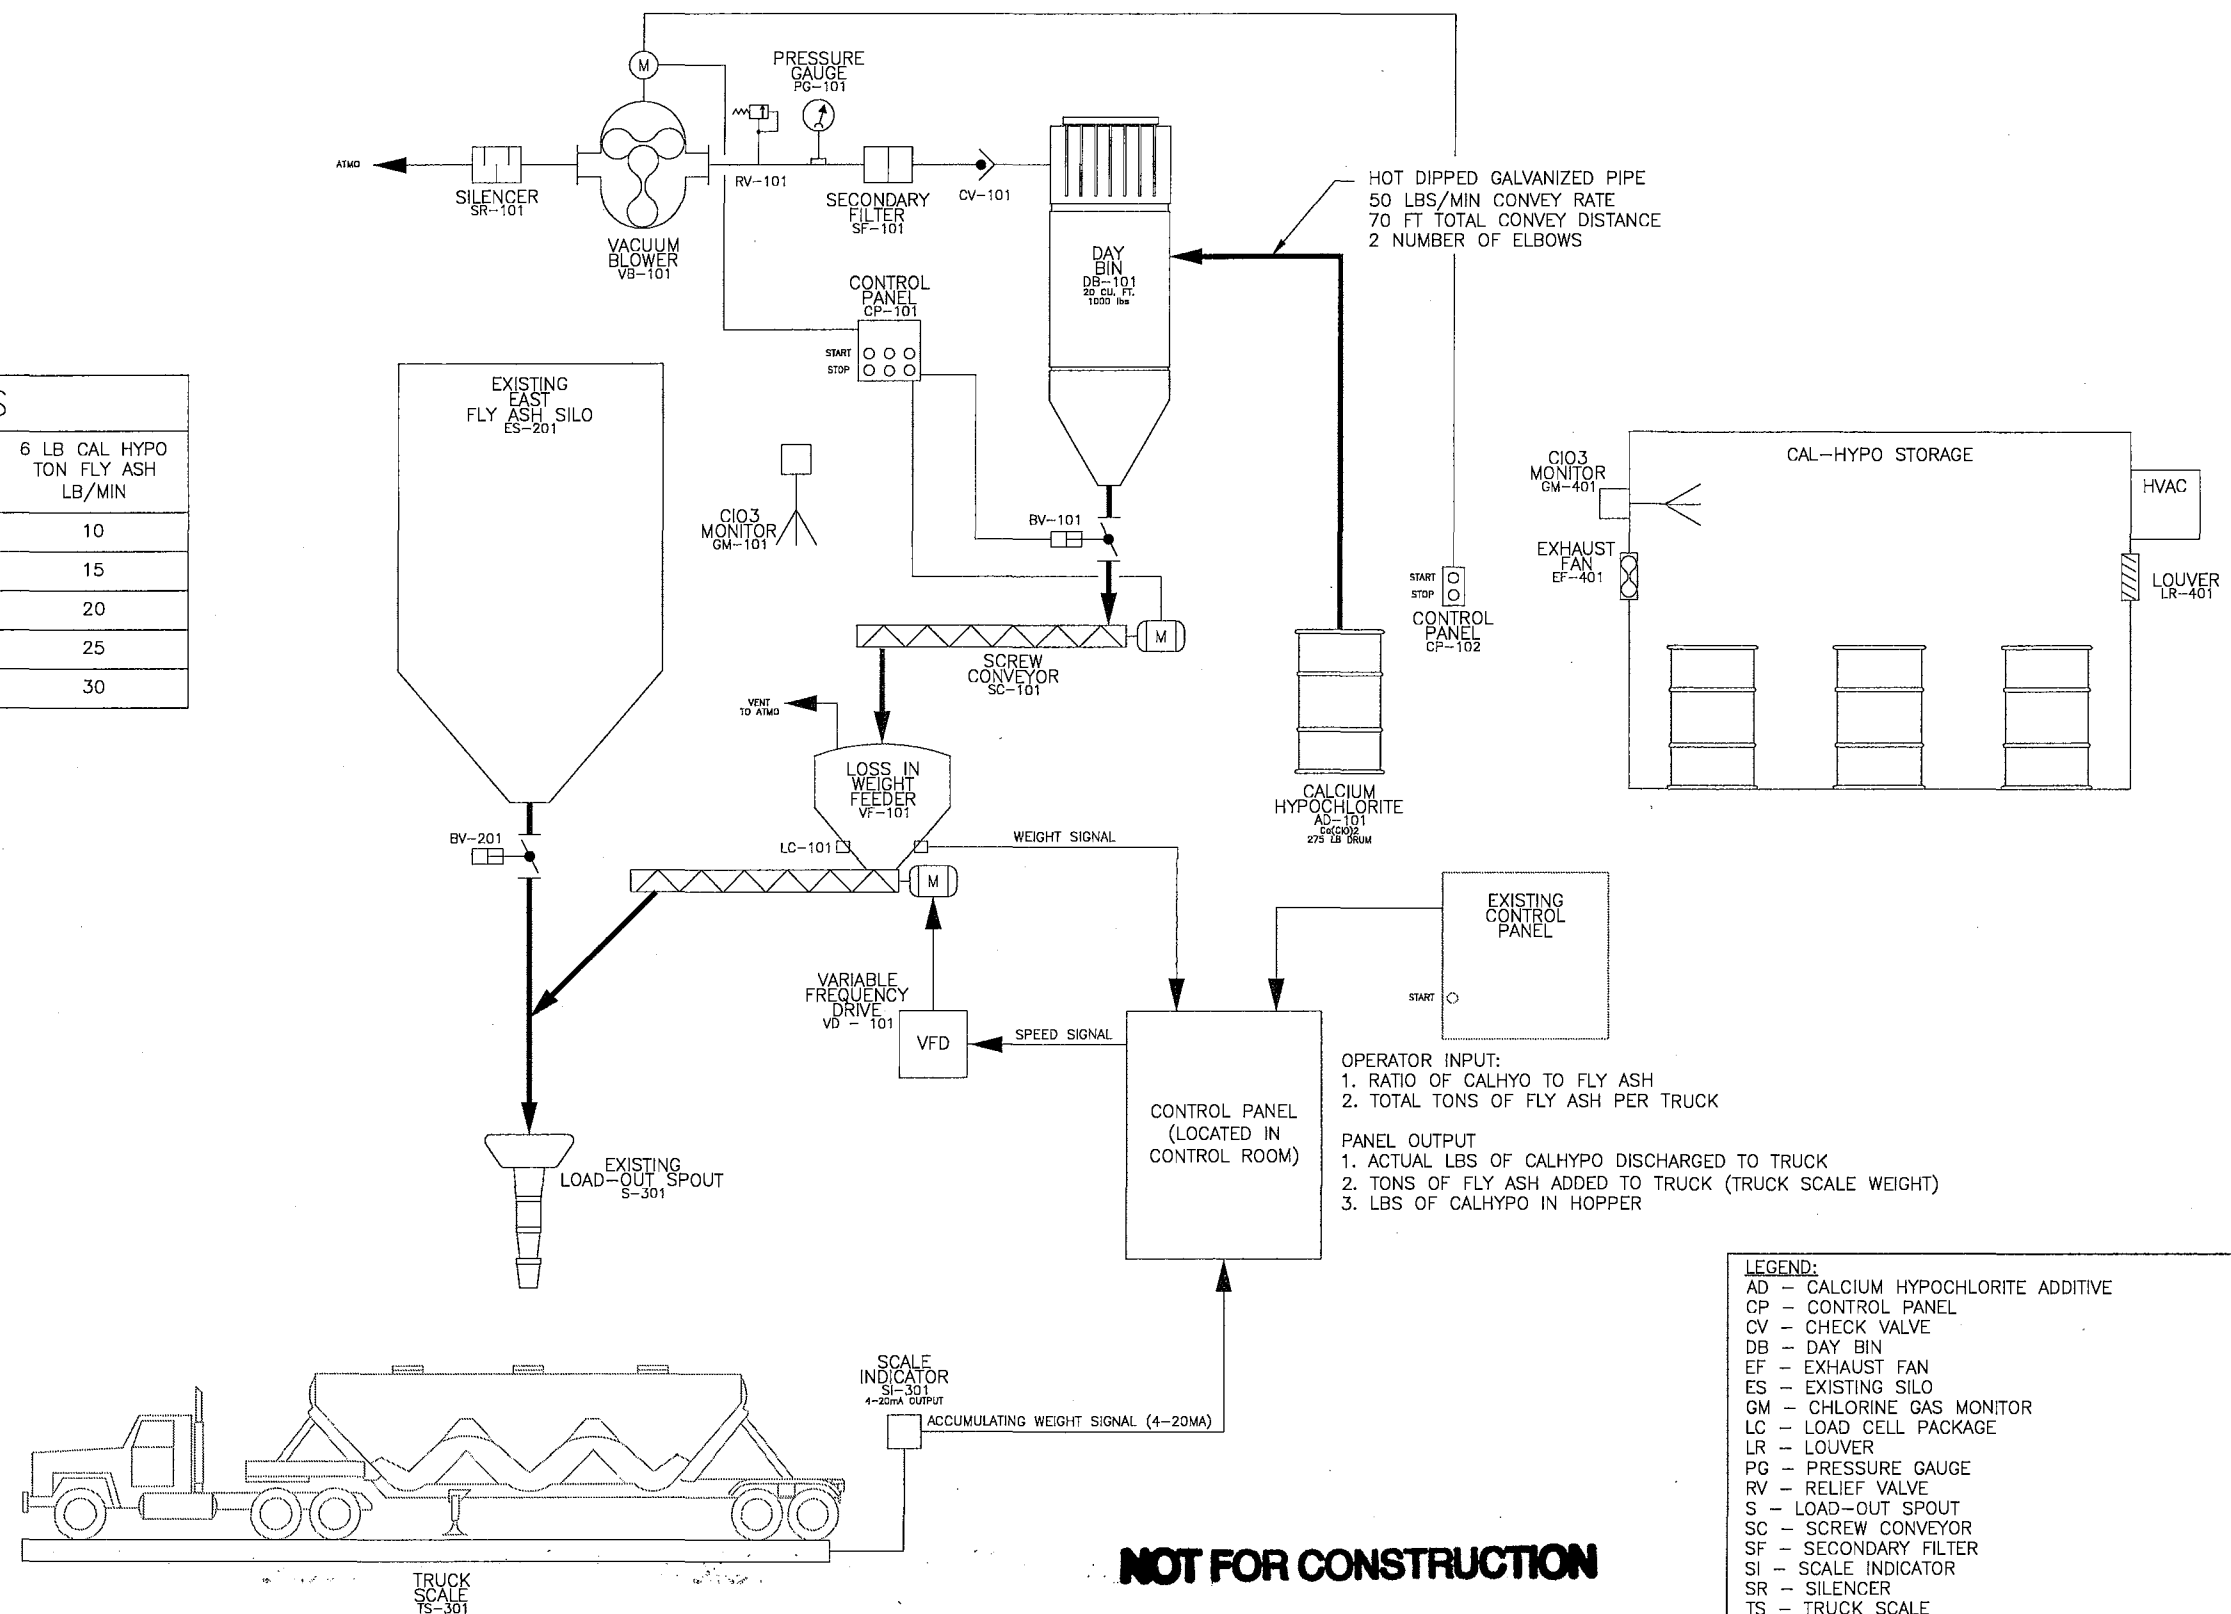 M
PRESSURE
GAUGE
PG-101
ATMO
SILENCER
SR-101
VACUUM
BLOWER
VB-101
RV-101
SECONDARY
FILTER
SF-101
CV-101
HOT DIPPED GALVANIZED PIPE
50 LBS/MIN CONVEY RATE
70 FT TOTAL CONVEY DISTANCE
2 NUMBER OF ELBOWS
DAY
BIN
DB-101
20 CU. FT.
1000 lbs
CONTROL
PANEL
CP-101
START
STOP
S
6 LB CAL HYPO
TON FLY ASH
LB/MIN
10
15
20
25
30
EXISTING
EAST
FLY ASH SILO
ES-201
ClO3
MONITOR
GM-101
BV-101
M
SCREW
CONVEYOR
SC-101
START
STOP
CONTROL
PANEL
CP-102
CAL-HYPO STORAGE
ClO3
MONITOR
GM-401
HVAC
EXHAUST
FAN
EF-401
LOUVER
LR-401
VENT
TO ATMO
LOSS IN
WEIGHT
FEEDER
VF-101
LC-101
WEIGHT SIGNAL
CALCIUM
HYPOCHLORITE
AD-101
Ca(ClO)2
275 LB DRUM
BV-201
M
EXISTING
CONTROL
PANEL
START
VARIABLE
FREQUENCY
DRIVE
VD - 101
VFD
SPEED SIGNAL
CONTROL PANEL
(LOCATED IN
CONTROL ROOM)
OPERATOR INPUT:
1. RATIO OF CALHYO TO FLY ASH
2. TOTAL TONS OF FLY ASH PER TRUCK
PANEL OUTPUT
1. ACTUAL LBS OF CALHYPO DISCHARGED TO TRUCK
2. TONS OF FLY ASH ADDED TO TRUCK (TRUCK SCALE WEIGHT)
3. LBS OF CALHYPO IN HOPPER
EXISTING
LOAD-OUT SPOUT
S-301
SCALE
INDICATOR
SI-301
4-20mA OUTPUT
ACCUMULATING WEIGHT SIGNAL (4-20MA)
TRUCK
SCALE
TS-301
NOT FOR CONSTRUCTION
LEGEND:
AD - CALCIUM HYPOCHLORITE ADDITIVE
CP - CONTROL PANEL
CV - CHECK VALVE
DB - DAY BIN
EF - EXHAUST FAN
ES - EXISTING SILO
GM - CHLORINE GAS MONITOR
LC - LOAD CELL PACKAGE
LR - LOUVER
PG - PRESSURE GAUGE
RV - RELIEF VALVE
S - LOAD-OUT SPOUT
SC - SCREW CONVEYOR
SF - SECONDARY FILTER
SI - SCALE INDICATOR
SR - SILENCER
TS - TRUCK SCALE